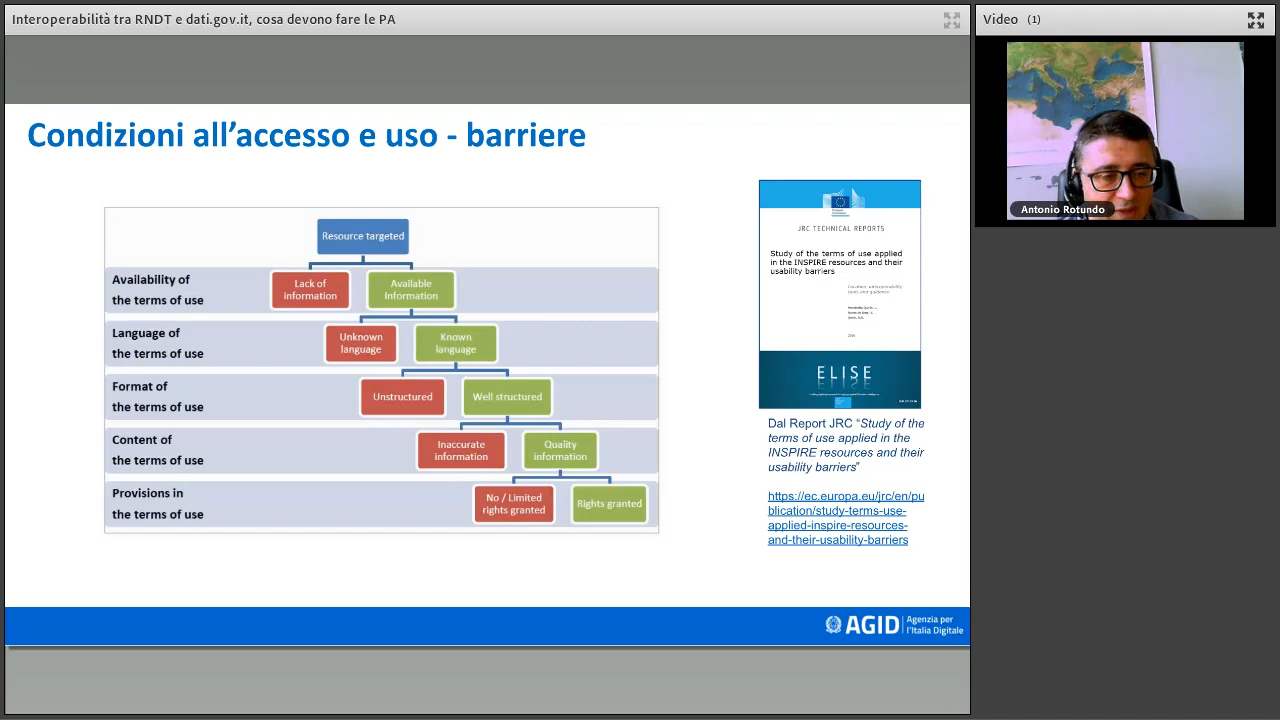 Interoperabilità tra RNDT e dati.gov.it, cosa devono fare le PA
Video (1)
Antonio Rotundo
Condizioni all'accesso e uso - barriere
Resource targeted
Availability of
the terms of use
Lack of
information
Available
Information
Language of
the terms of use
Unknown
language
Known
language
Format of
the terms of use
Unstructured
Well structured
Content of
the terms of use
Inaccurate
information
Quality
information
Provisions in
the terms of use
No / Limited
rights granted
Rights granted
JRC TECHNICAL REPORTS
Study of the terms of use applied
in the INSPIRE resources and their
usability barriers
Location interoperability
tools and guidance
ELISE
Dal Report JRC “Study of the
terms of use applied in the
INSPIRE resources and their
usability barriers”
https://ec.europa.eu/jrc/en/pu
blication/study-terms-use-
applied-inspire-resources-
and-their-usability-barriers
AGID
Agenzia per
l'Italia Digitale